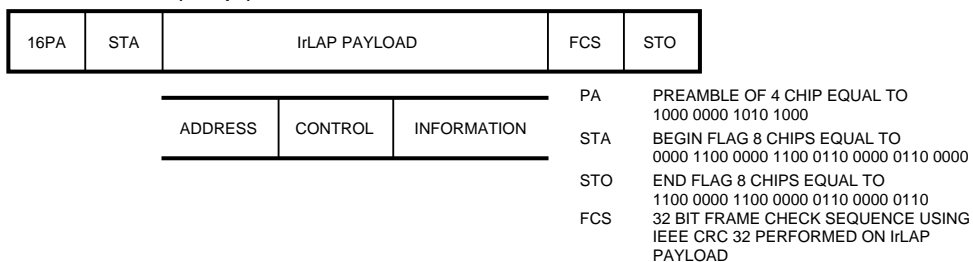 16PA STA IrLAP PAYLOAD FCS STO
ADDRESS CONTROL INFORMATION
PA PREAMBLE OF 4 CHIP EQUAL TO
1000 0000 1010 1000
STA BEGIN FLAG 8 CHIPS EQUAL TO
0000 1100 0000 1100 0110 0000 0110 0000
STO END FLAG 8 CHIPS EQUAL TO
1100 0000 1100 0000 0110 0000 0110
FCS 32 BIT FRAME CHECK SEQUENCE USING
IEEE CRC 32 PERFORMED ON IrLAP
PAYLOAD